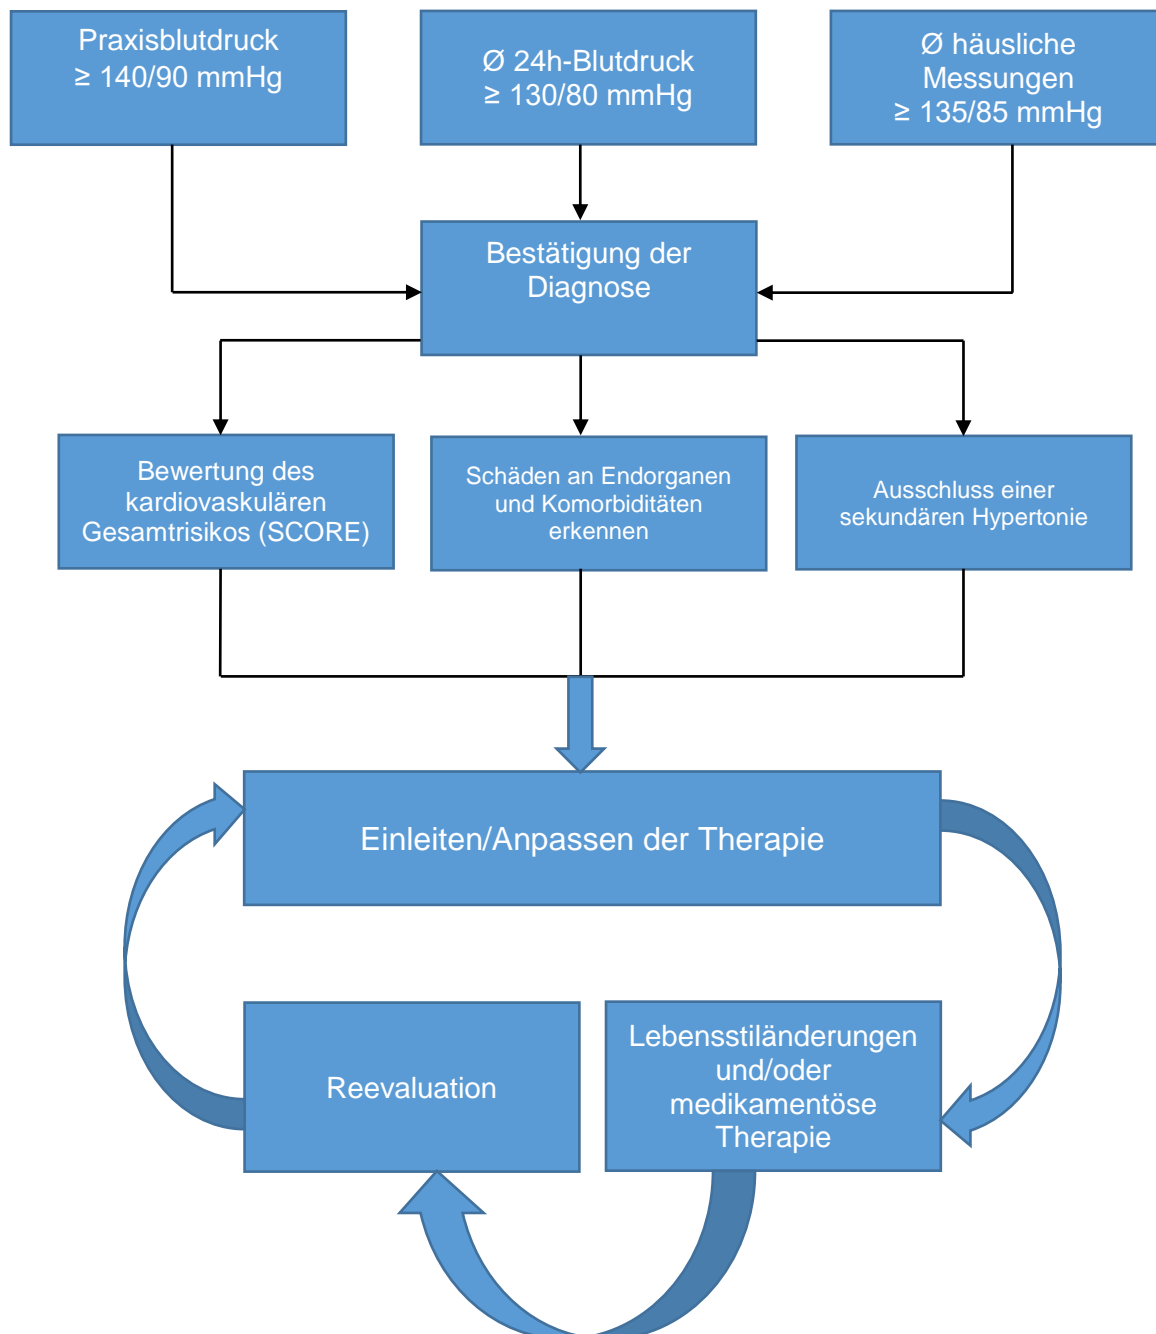 Praxisblutdruck
≥ 140/90 mmHg
Ø 24h-Blutdruck
≥ 130/80 mmHg
Ø häusliche
Messungen
≥ 135/85 mmHg
Bestätigung der
Diagnose
Bewertung des
kardiovaskulären
Gesamtrisikos (SCORE)
Schäden an Endorganen
und Komorbiditäten
erkennen
Ausschluss einer
sekundären Hypertonie
Einleiten/Anpassen der Therapie
Reevaluation
Lebensstiländerungen
und/oder
medikamentöse
Therapie